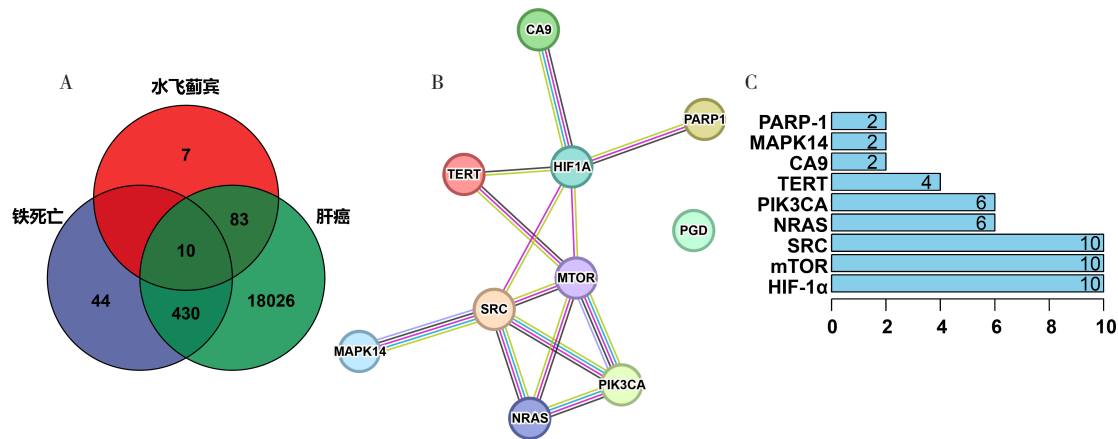 A
水飞蓟宾
7
铁死亡
83
肝癌
10
44
430
18026
B
CA9
PARP1
HIF1A
TERT
PGD
MTOR
SRC
MAPK14
PIK3CA
NRAS
C
PARP-1 2
MAPK14 2
CA9 2
TERT 4
PIK3CA 6
NRAS 6
SRC 10
mTOR 10
HIF-1α 10
0 2 4 6 8 10